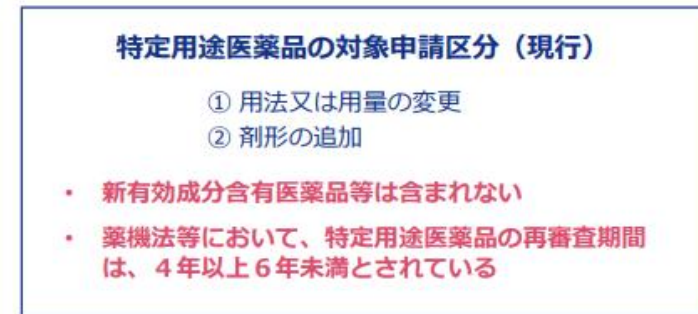 特定用途医薬品の対象申請区分（現行）
① 用法又は用量の変更
② 剤形の追加
・ 新有効成分含有医薬品等は含まれない
・ 薬機法等において、特定用途医薬品の再審査期間
は、４年以上６年未満とされている